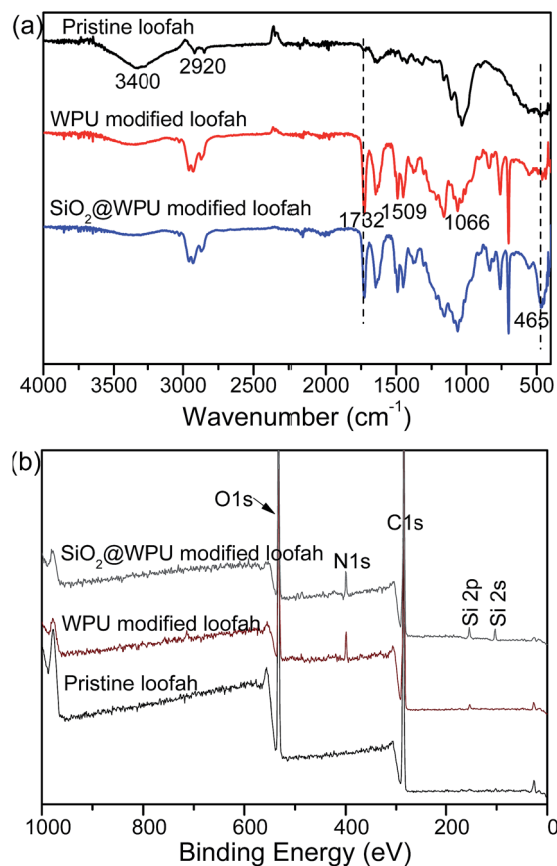 (a)
Pristine loofah
3400
2920
WPU modified loofah
SiO₂@WPU modified loofah
1732
1509
1066
465
4000 3500 3000 2500 2000 1500 1000 500
Wavenumber (cm⁻¹)
(b)
O1s
C1s
SiO₂@WPU modified loofah
N1s
Si 2p
Si 2s
WPU modified loofah
Pristine loofah
1000 800 600 400 200 0
Binding Energy (eV)